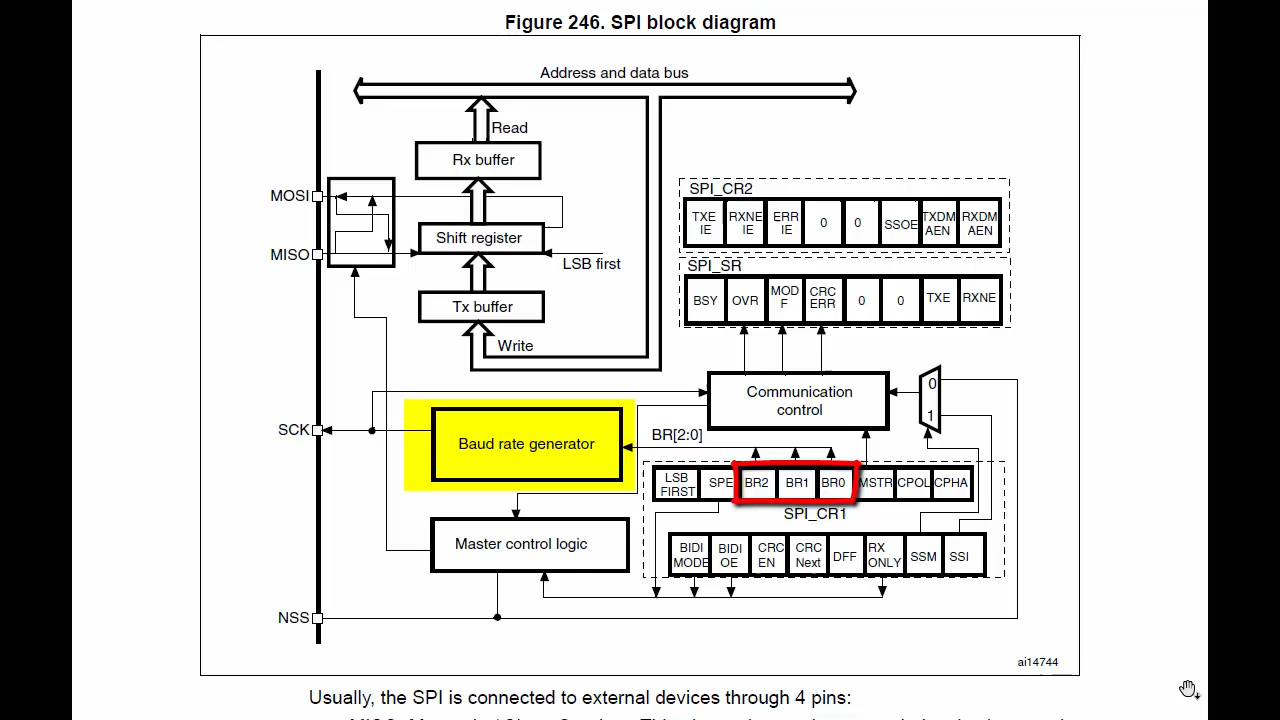 Figure 246. SPI block diagram
Address and data bus
Read
Rx buffer
MOSI
Shift register
MISO
LSB first
Tx buffer
Write
SPI_CR2
TXE IE
RXNE IE
ERR IE
0
0
SSOE
TXDM AEN
RXDM AEN
SPI_SR
BSY
OVR
MOD F
CRC ERR
0
0
TXE
RXNE
Communication
control
0
1
SCK
Baud rate generator
BR[2:0]
LSB FIRST
SPE
BR2
BR1
BR0
MSTR
CPOL
CPHA
SPI_CR1
Master control logic
BIDI MODE
BIDI OE
CRC EN
CRC Next
DFF
RX ONLY
SSM
SSI
NSS
ai14744
Usually, the SPI is connected to external devices through 4 pins: